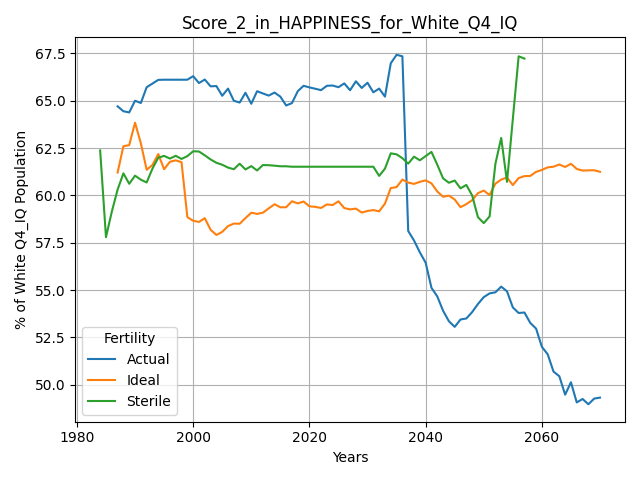 Score_2_in_HAPPINESS_for_White_Q4_IQ
% of White Q4_IQ Population
67.5
65.0
62.5
60.0
57.5
55.0
52.5
50.0
Fertility
Actual
Ideal
Sterile
1980
2000
2020
2040
2060
Years